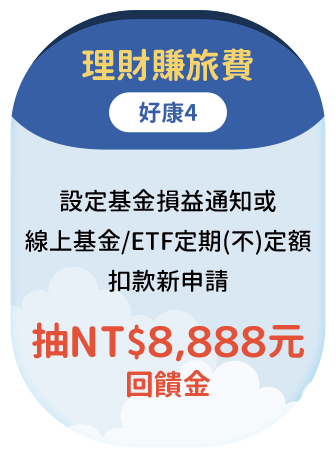 理財賺旅費
好康4
設定基金損益通知或
線上基金/ETF定期(不)定額
扣款新申請
抽NT$8,888元
回饋金